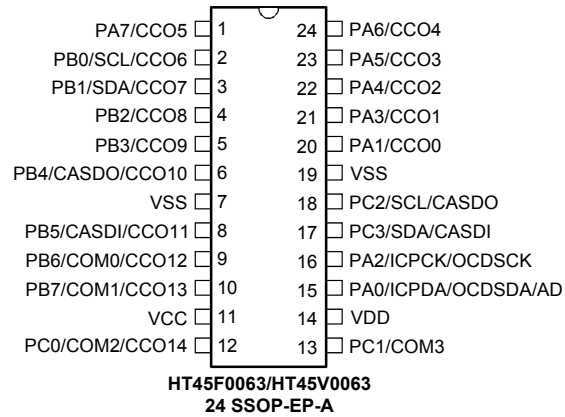 PA7/CCO5 1 24 PA6/CCO4
PB0/SCL/CCO6 2 23 PA5/CCO3
PB1/SDA/CCO7 3 22 PA4/CCO2
PB2/CCO8 4 21 PA3/CCO1
PB3/CCO9 5 20 PA1/CCO0
PB4/CASDO/CCO10 6 19 VSS
VSS 7 18 PC2/SCL/CASDO
PB5/CASDI/CCO11 8 17 PC3/SDA/CASDI
PB6/COM0/CCO12 9 16 PA2/ICPCK/OCDSCK
PB7/COM1/CCO13 10 15 PA0/ICPDA/OCDSDA/AD
VCC 11 14 VDD
PC0/COM2/CCO14 12 13 PC1/COM3
HT45F0063/HT45V0063
24 SSOP-EP-A